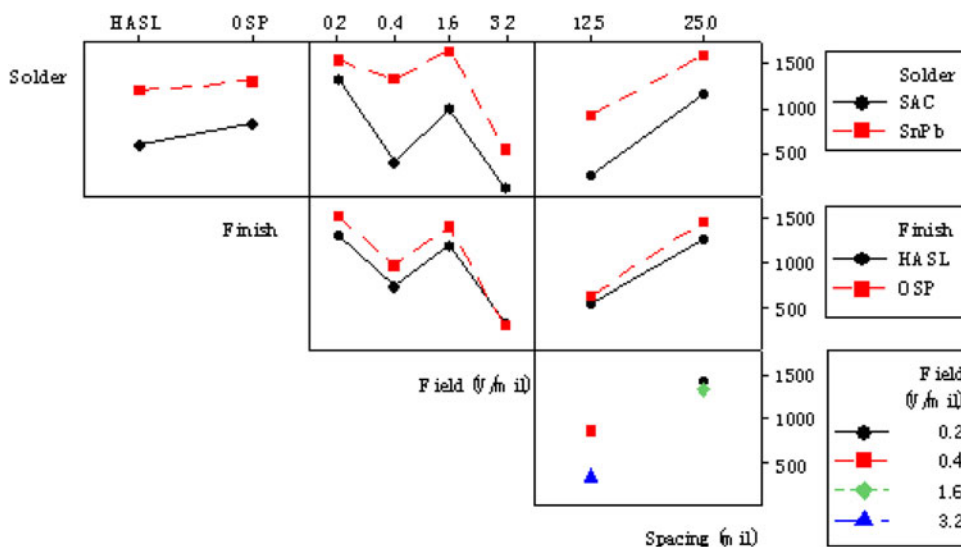 HASL OSP 0.2 0.4 1.6 3.2 12.5 25.0
Solder
1500
1000
500
Solder
SAC
SnPb
Finish
1500
1000
500
Finish
HASL
OSP
Field (V/mil)
1500
1000
500
Field
(V/mil)
0.2
0.4
1.6
3.2
Spacing (mil)